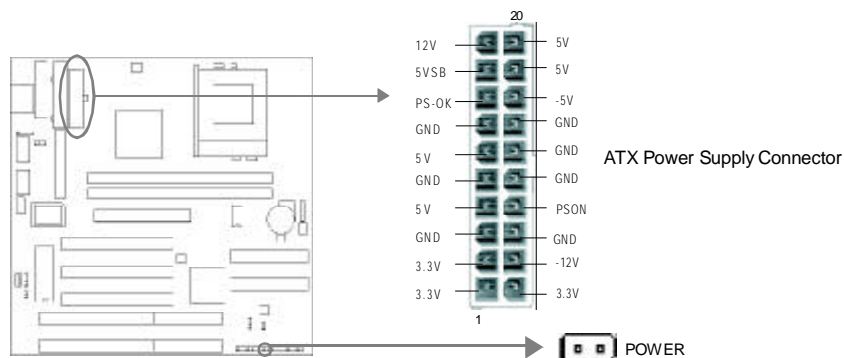 20
12V 5V
5VSB 5V
PS-OK -5V
GND GND
5V GND
GND GND
5V PSON
GND GND
3.3V -12V
3.3V 3.3V
1
ATX Power Supply Connector
POWER